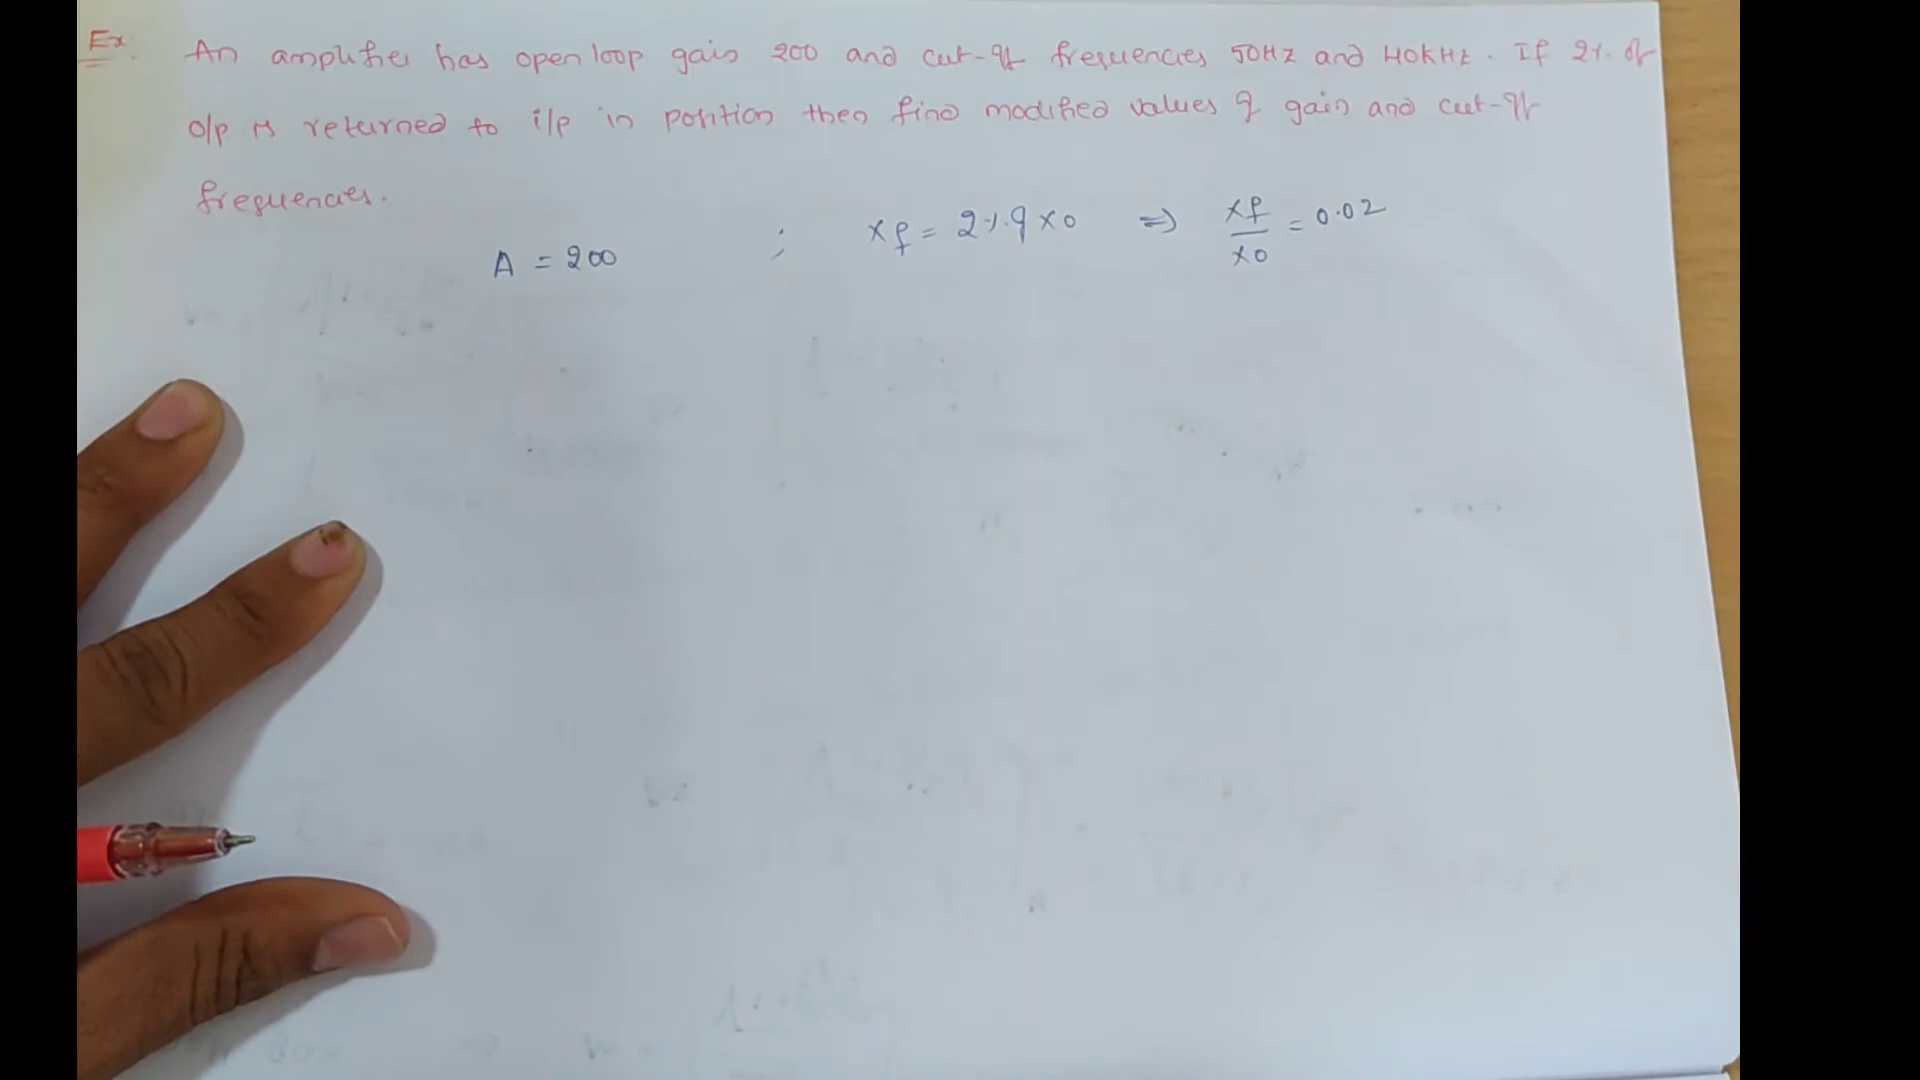 Ex: An amplifier has open loop gain 200 and cut-off frequencies 50Hz and 40KHz. If 2% of
o/p is returned to i/p in position then find modified values of gain and cut-off
frequencies.
A = 200 ; xf = 2% of x0 ⇒ xf/x0 = 0.02